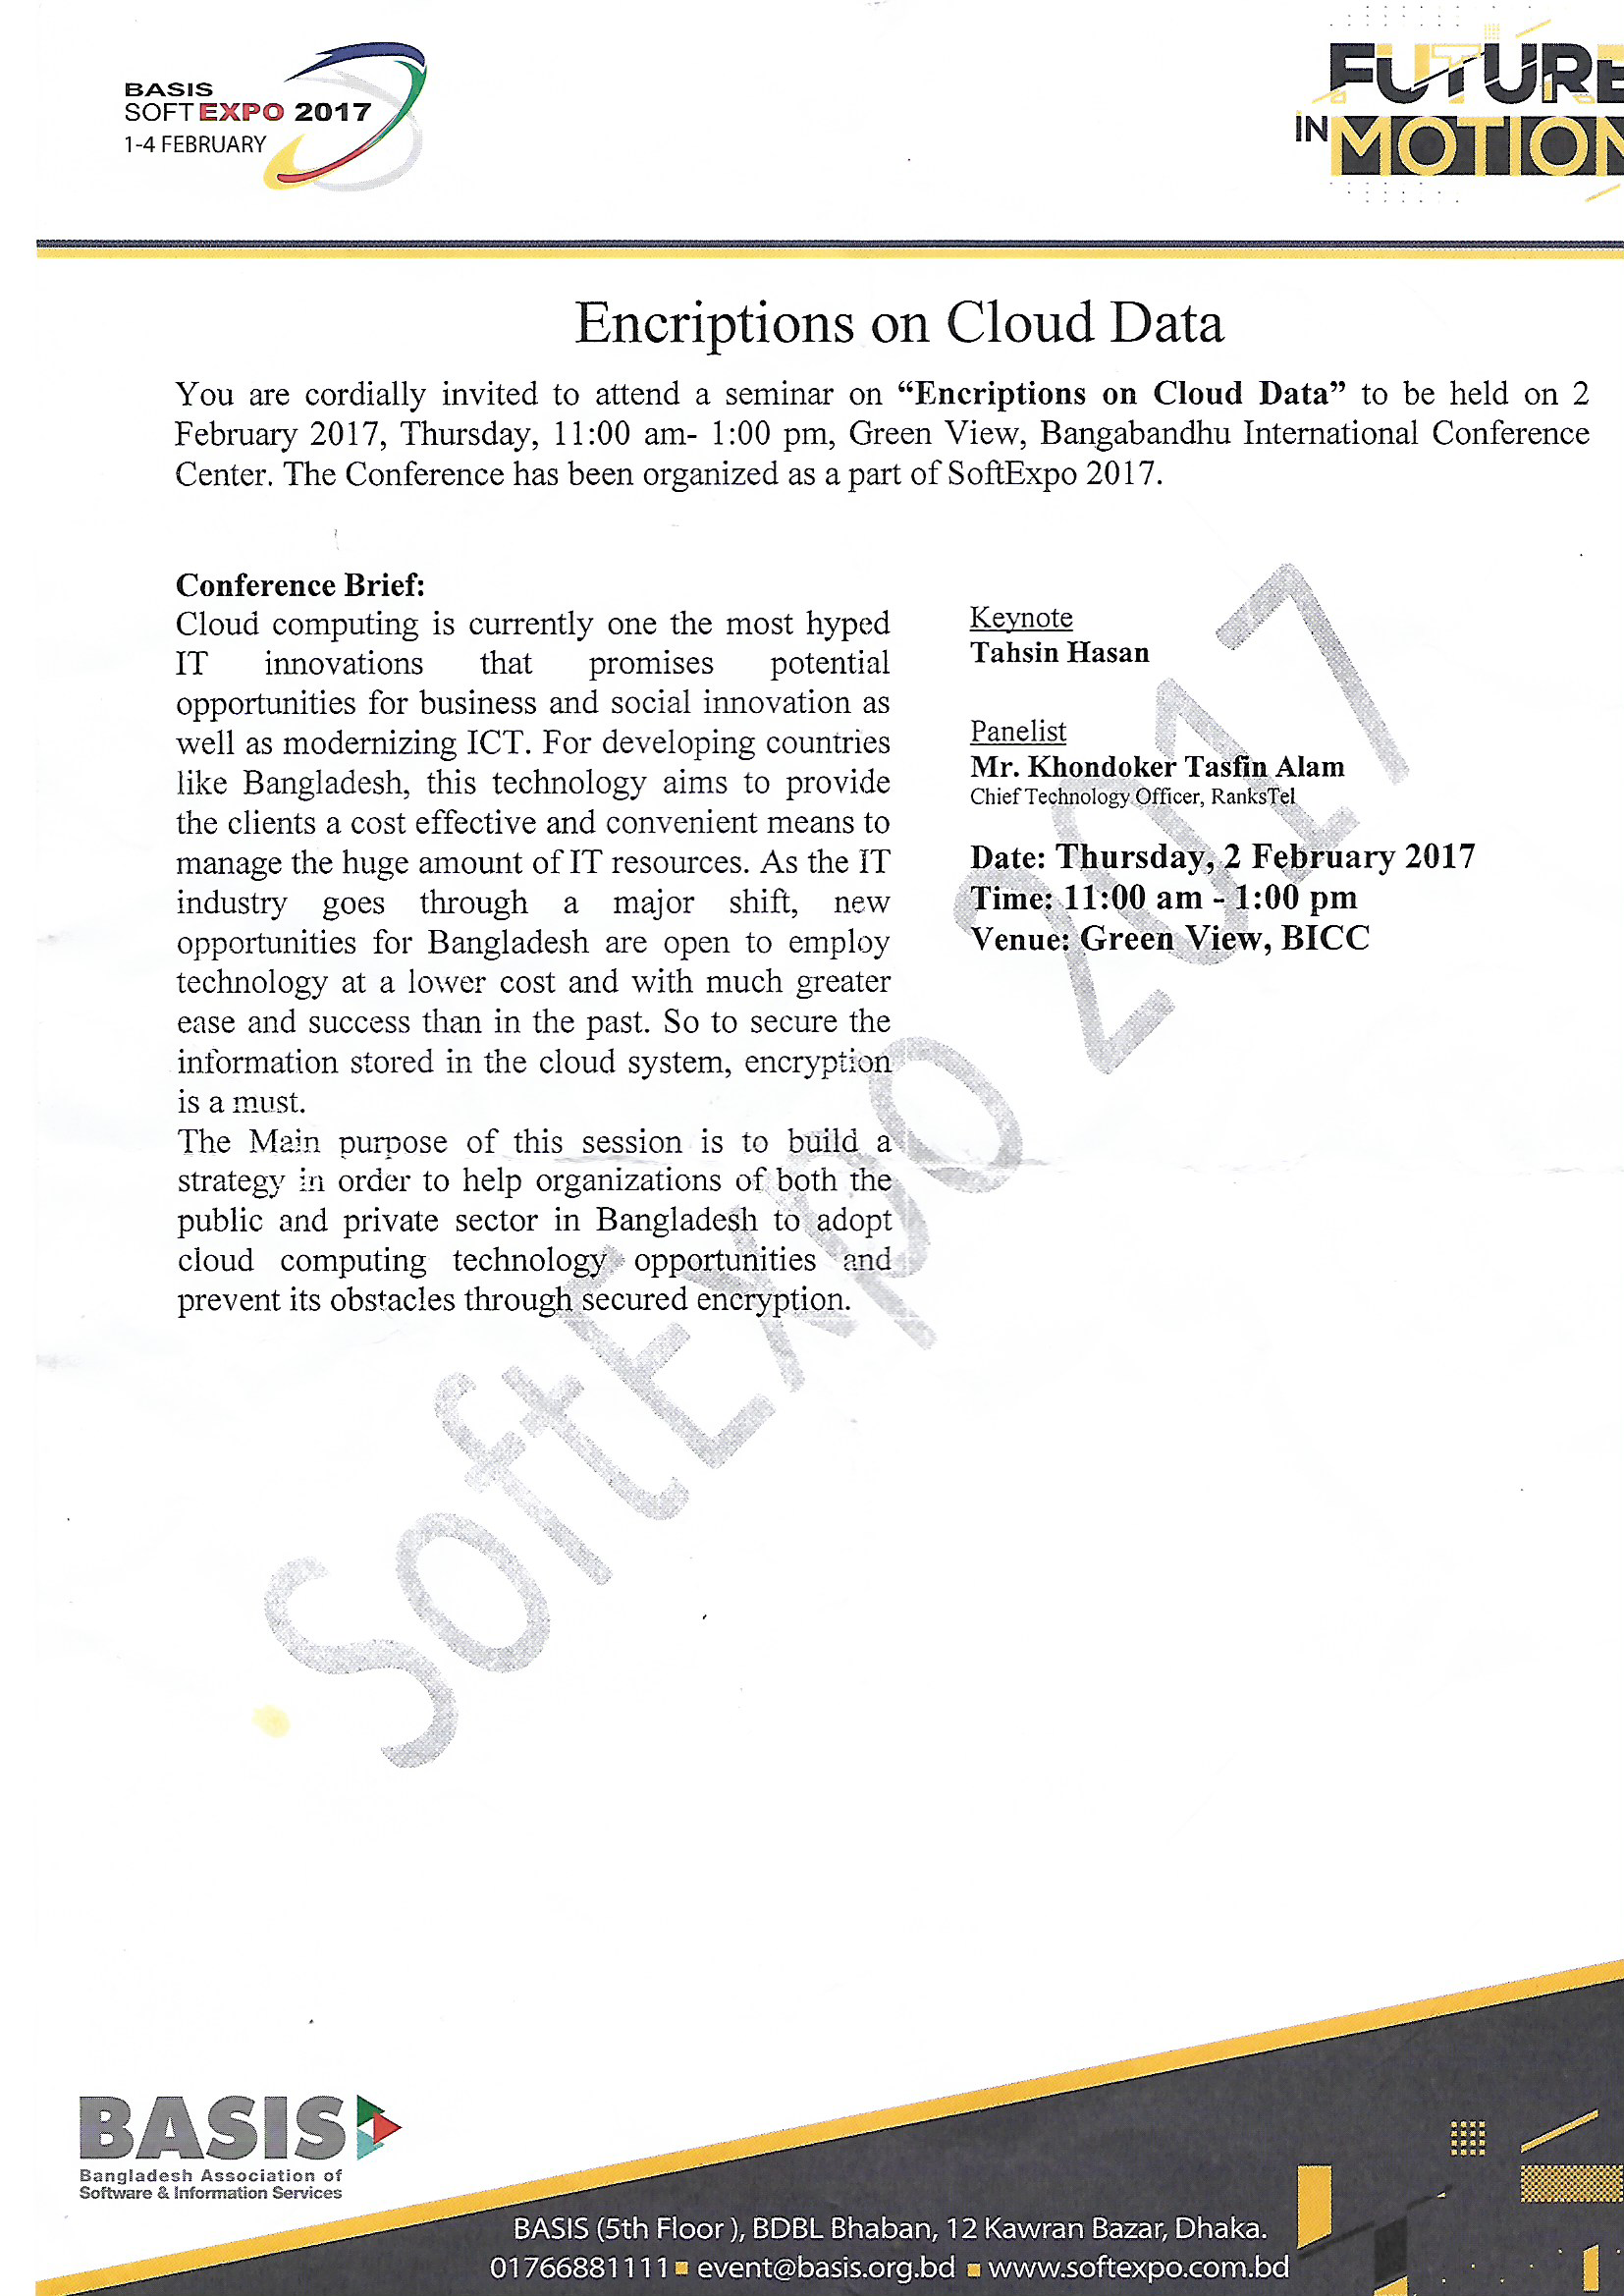 BASIS
SOFTEXPO 2017
1-4 FEBRUARY
FUTURE
IN MOTION
Encriptions on Cloud Data
You are cordially invited to attend a seminar on “Encriptions on Cloud Data” to be held on 2
February 2017, Thursday, 11:00 am- 1:00 pm, Green View, Bangabandhu International Conference
Center. The Conference has been organized as a part of SoftExpo 2017.
Conference Brief:
Cloud computing is currently one the most hyped
IT innovations that promises potential
opportunities for business and social innovation as
well as modernizing ICT. For developing countries
like Bangladesh, this technology aims to provide
the clients a cost effective and convenient means to
manage the huge amount of IT resources. As the IT
industry goes through a major shift, new
opportunities for Bangladesh are open to employ
technology at a lower cost and with much greater
ease and success than in the past. So to secure the
information stored in the cloud system, encryption
is a must.
The Main purpose of this session is to build a
strategy in order to help organizations of both the
public and private sector in Bangladesh to adopt
cloud computing technology opportunities and
prevent its obstacles through secured encryption.
Keynote
Tahsin Hasan
Panelist
Mr. Khondoker Tasfin Alam
Chief Technology Officer, RanksTel
Date: Thursday, 2 February 2017
Time: 11:00 am - 1:00 pm
Venue: Green View, BICC
SoftExpo 2017
BASIS
Bangladesh Association of
Software & Information Services
BASIS (5th Floor ), BDBL Bhaban, 12 Kawran Bazar, Dhaka.
01766881111 ■ event@basis.org.bd ■ www.softexpo.com.bd